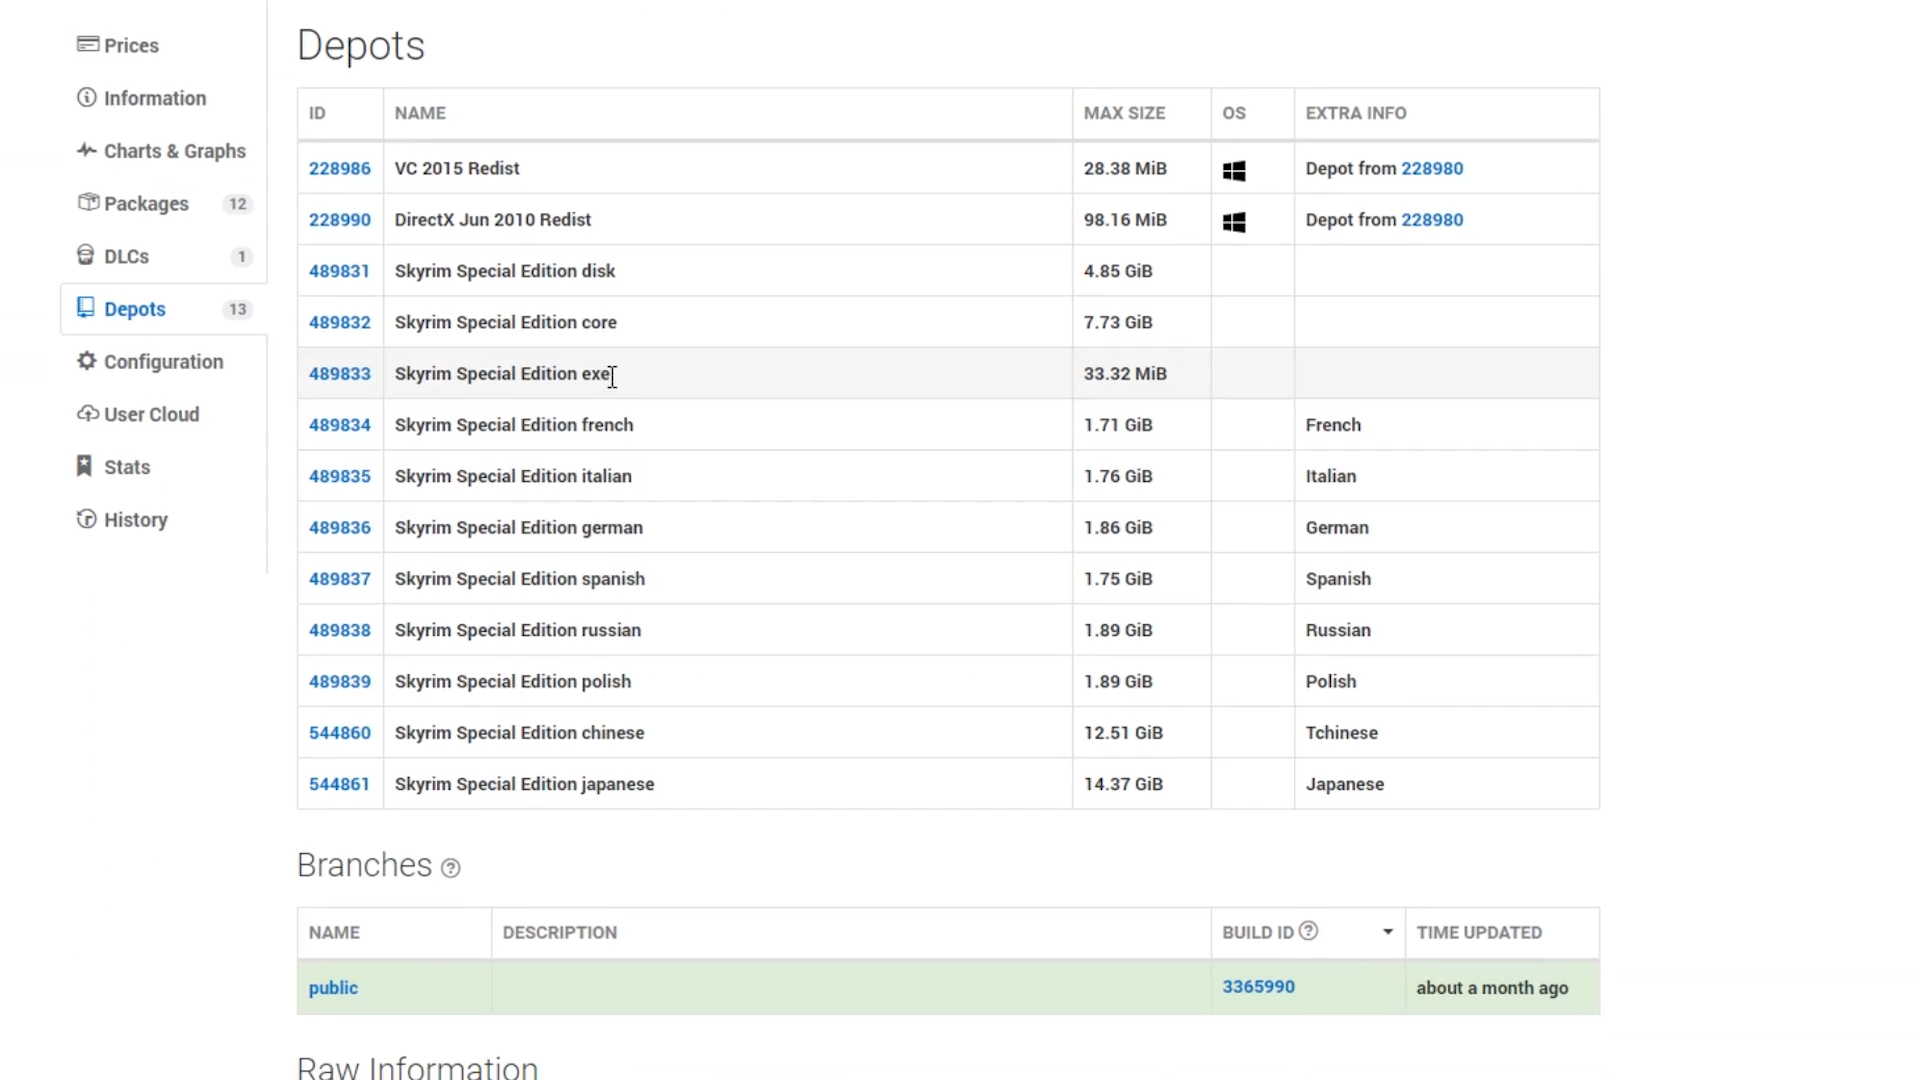 Prices
Information
Charts & Graphs
Packages 12
DLCs 1
Depots 13
Configuration
User Cloud
Stats
History
Depots
ID NAME MAX SIZE OS EXTRA INFO
228986 VC 2015 Redist 28.38 MiB Depot from 228980
228990 DirectX Jun 2010 Redist 98.16 MiB Depot from 228980
489831 Skyrim Special Edition disk 4.85 GiB
489832 Skyrim Special Edition core 7.73 GiB
489833 Skyrim Special Edition exe 33.32 MiB
489834 Skyrim Special Edition french 1.71 GiB French
489835 Skyrim Special Edition italian 1.76 GiB Italian
489836 Skyrim Special Edition german 1.86 GiB German
489837 Skyrim Special Edition spanish 1.75 GiB Spanish
489838 Skyrim Special Edition russian 1.89 GiB Russian
489839 Skyrim Special Edition polish 1.89 GiB Polish
544860 Skyrim Special Edition chinese 12.51 GiB Tchinese
544861 Skyrim Special Edition japanese 14.37 GiB Japanese
Branches ?
NAME DESCRIPTION BUILD ID ? TIME UPDATED
public 3365990 about a month ago
Raw Information